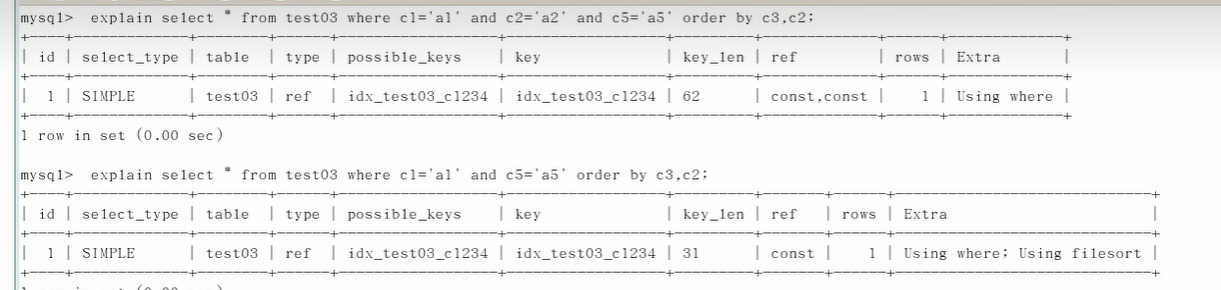 mysql>  explain select * from test03 where c1='a1' and c2='a2' and c5='a5' order by c3,c2;
| id | select_type | table | type | possible_keys | key | key_len | ref | rows | Extra |
| 1 | SIMPLE | test03 | ref | idx_test03_c1234 | idx_test03_c1234 | 62 | const,const | 1 | Using where |
1 row in set (0.00 sec)
mysql>  explain select * from test03 where c1='a1' and c5='a5' order by c3,c2;
| id | select_type | table | type | possible_keys | key | key_len | ref | rows | Extra |
| 1 | SIMPLE | test03 | ref | idx_test03_c1234 | idx_test03_c1234 | 31 | const | 1 | Using where; Using filesort |